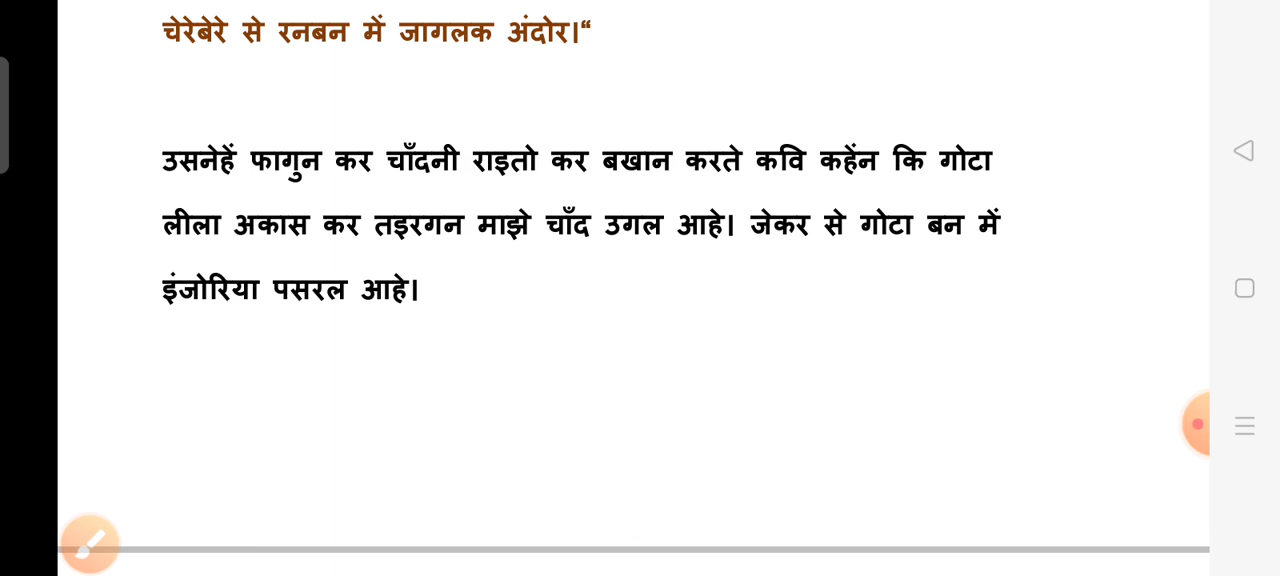 चेरेबेरे से रनबन में जागलक अंदोर।“
उसनेहें फागुन कर चाँदनी राइतो कर बखान करते कवि कहेंन कि गोटा
लीला अकास कर तइरगन माझे चाँद उगल आहे। जेकर से गोटा बन में
इंजोरिया पसरल आहे।